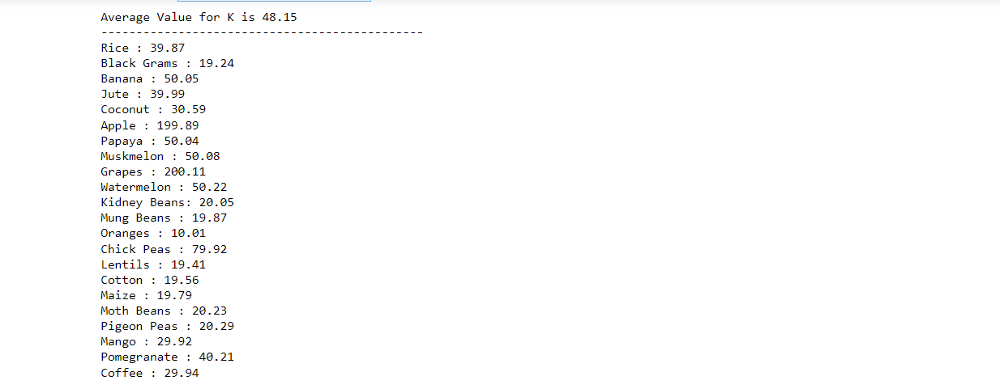 Average Value for K is 48.15
----------------------------------------------
Rice : 39.87
Black Grams : 19.24
Banana : 50.05
Jute : 39.99
Coconut : 30.59
Apple : 199.89
Papaya : 50.04
Muskmelon : 50.08
Grapes : 200.11
Watermelon : 50.22
Kidney Beans: 20.05
Mung Beans : 19.87
Oranges : 10.01
Chick Peas : 79.92
Lentils : 19.41
Cotton : 19.56
Maize : 19.79
Moth Beans : 20.23
Pigeon Peas : 20.29
Mango : 29.92
Pomegranate : 40.21
Coffee : 29.94